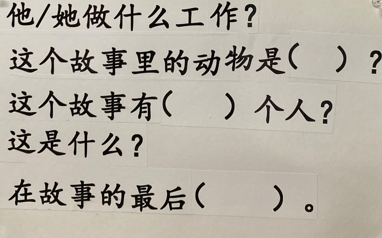 他/她做什么工作?
这个故事里的动物是(  )?
这个故事有(  )个人?
这是什么?
在故事的最后(  )。